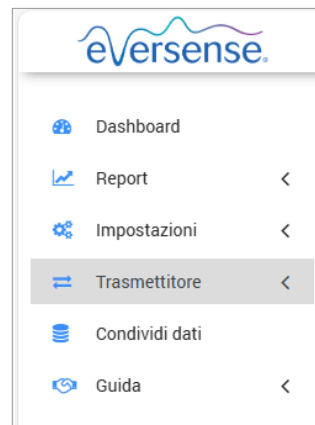 eversense.
Dashboard
Report
Impostazioni
Trasmettitore
Condividi dati
Guida